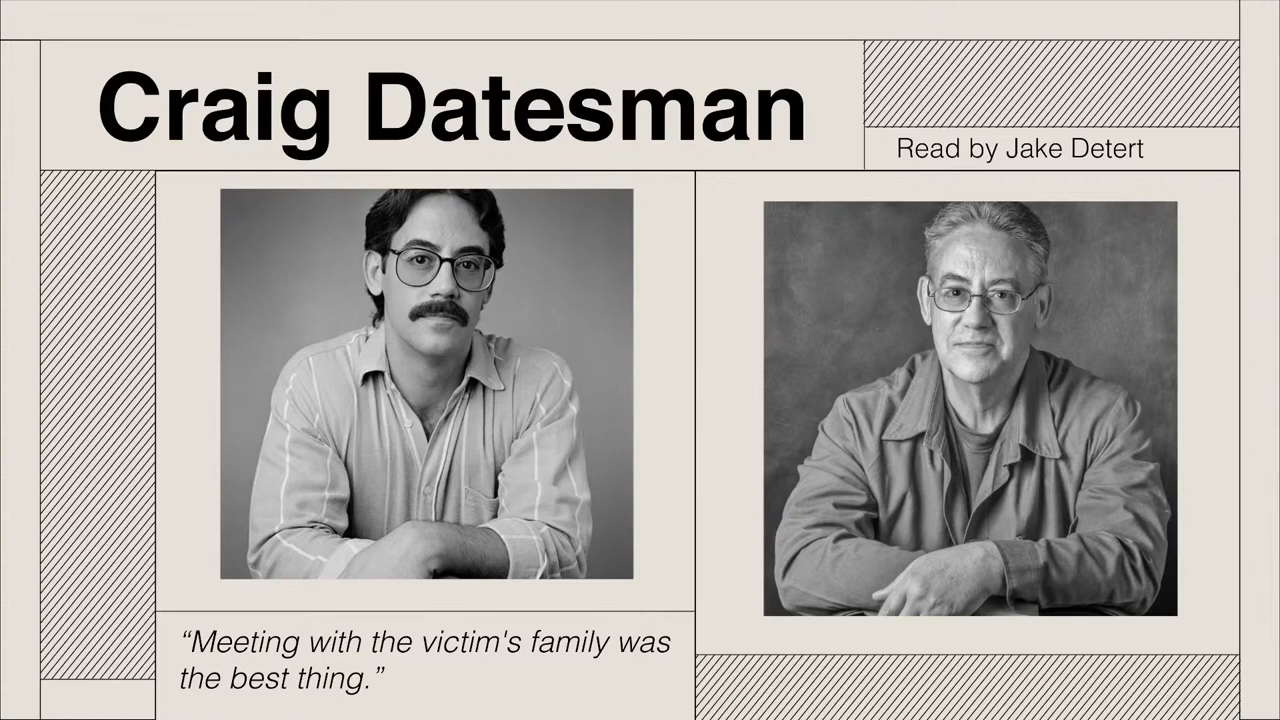 Craig Datesman
Read by Jake Detert
“Meeting with the victim's family was
the best thing.”